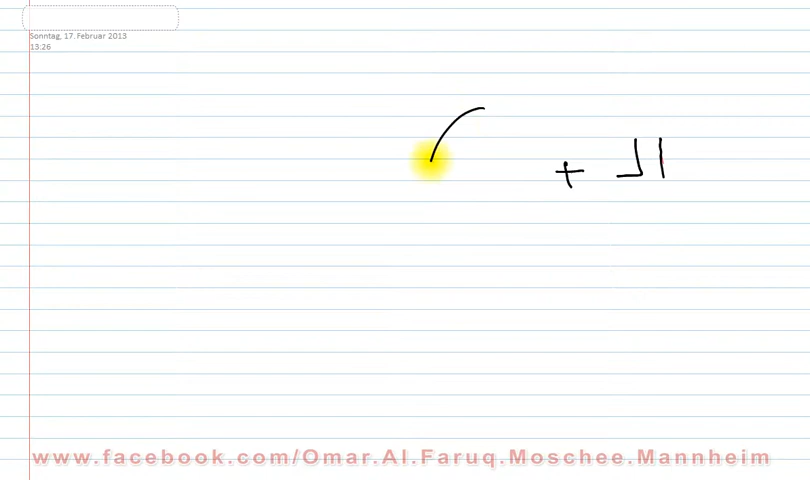 Sonntag, 17. Februar 2013
13:26
ال +
www.facebook.com/Omar.Al.Faruq.Moschee.Mannheim